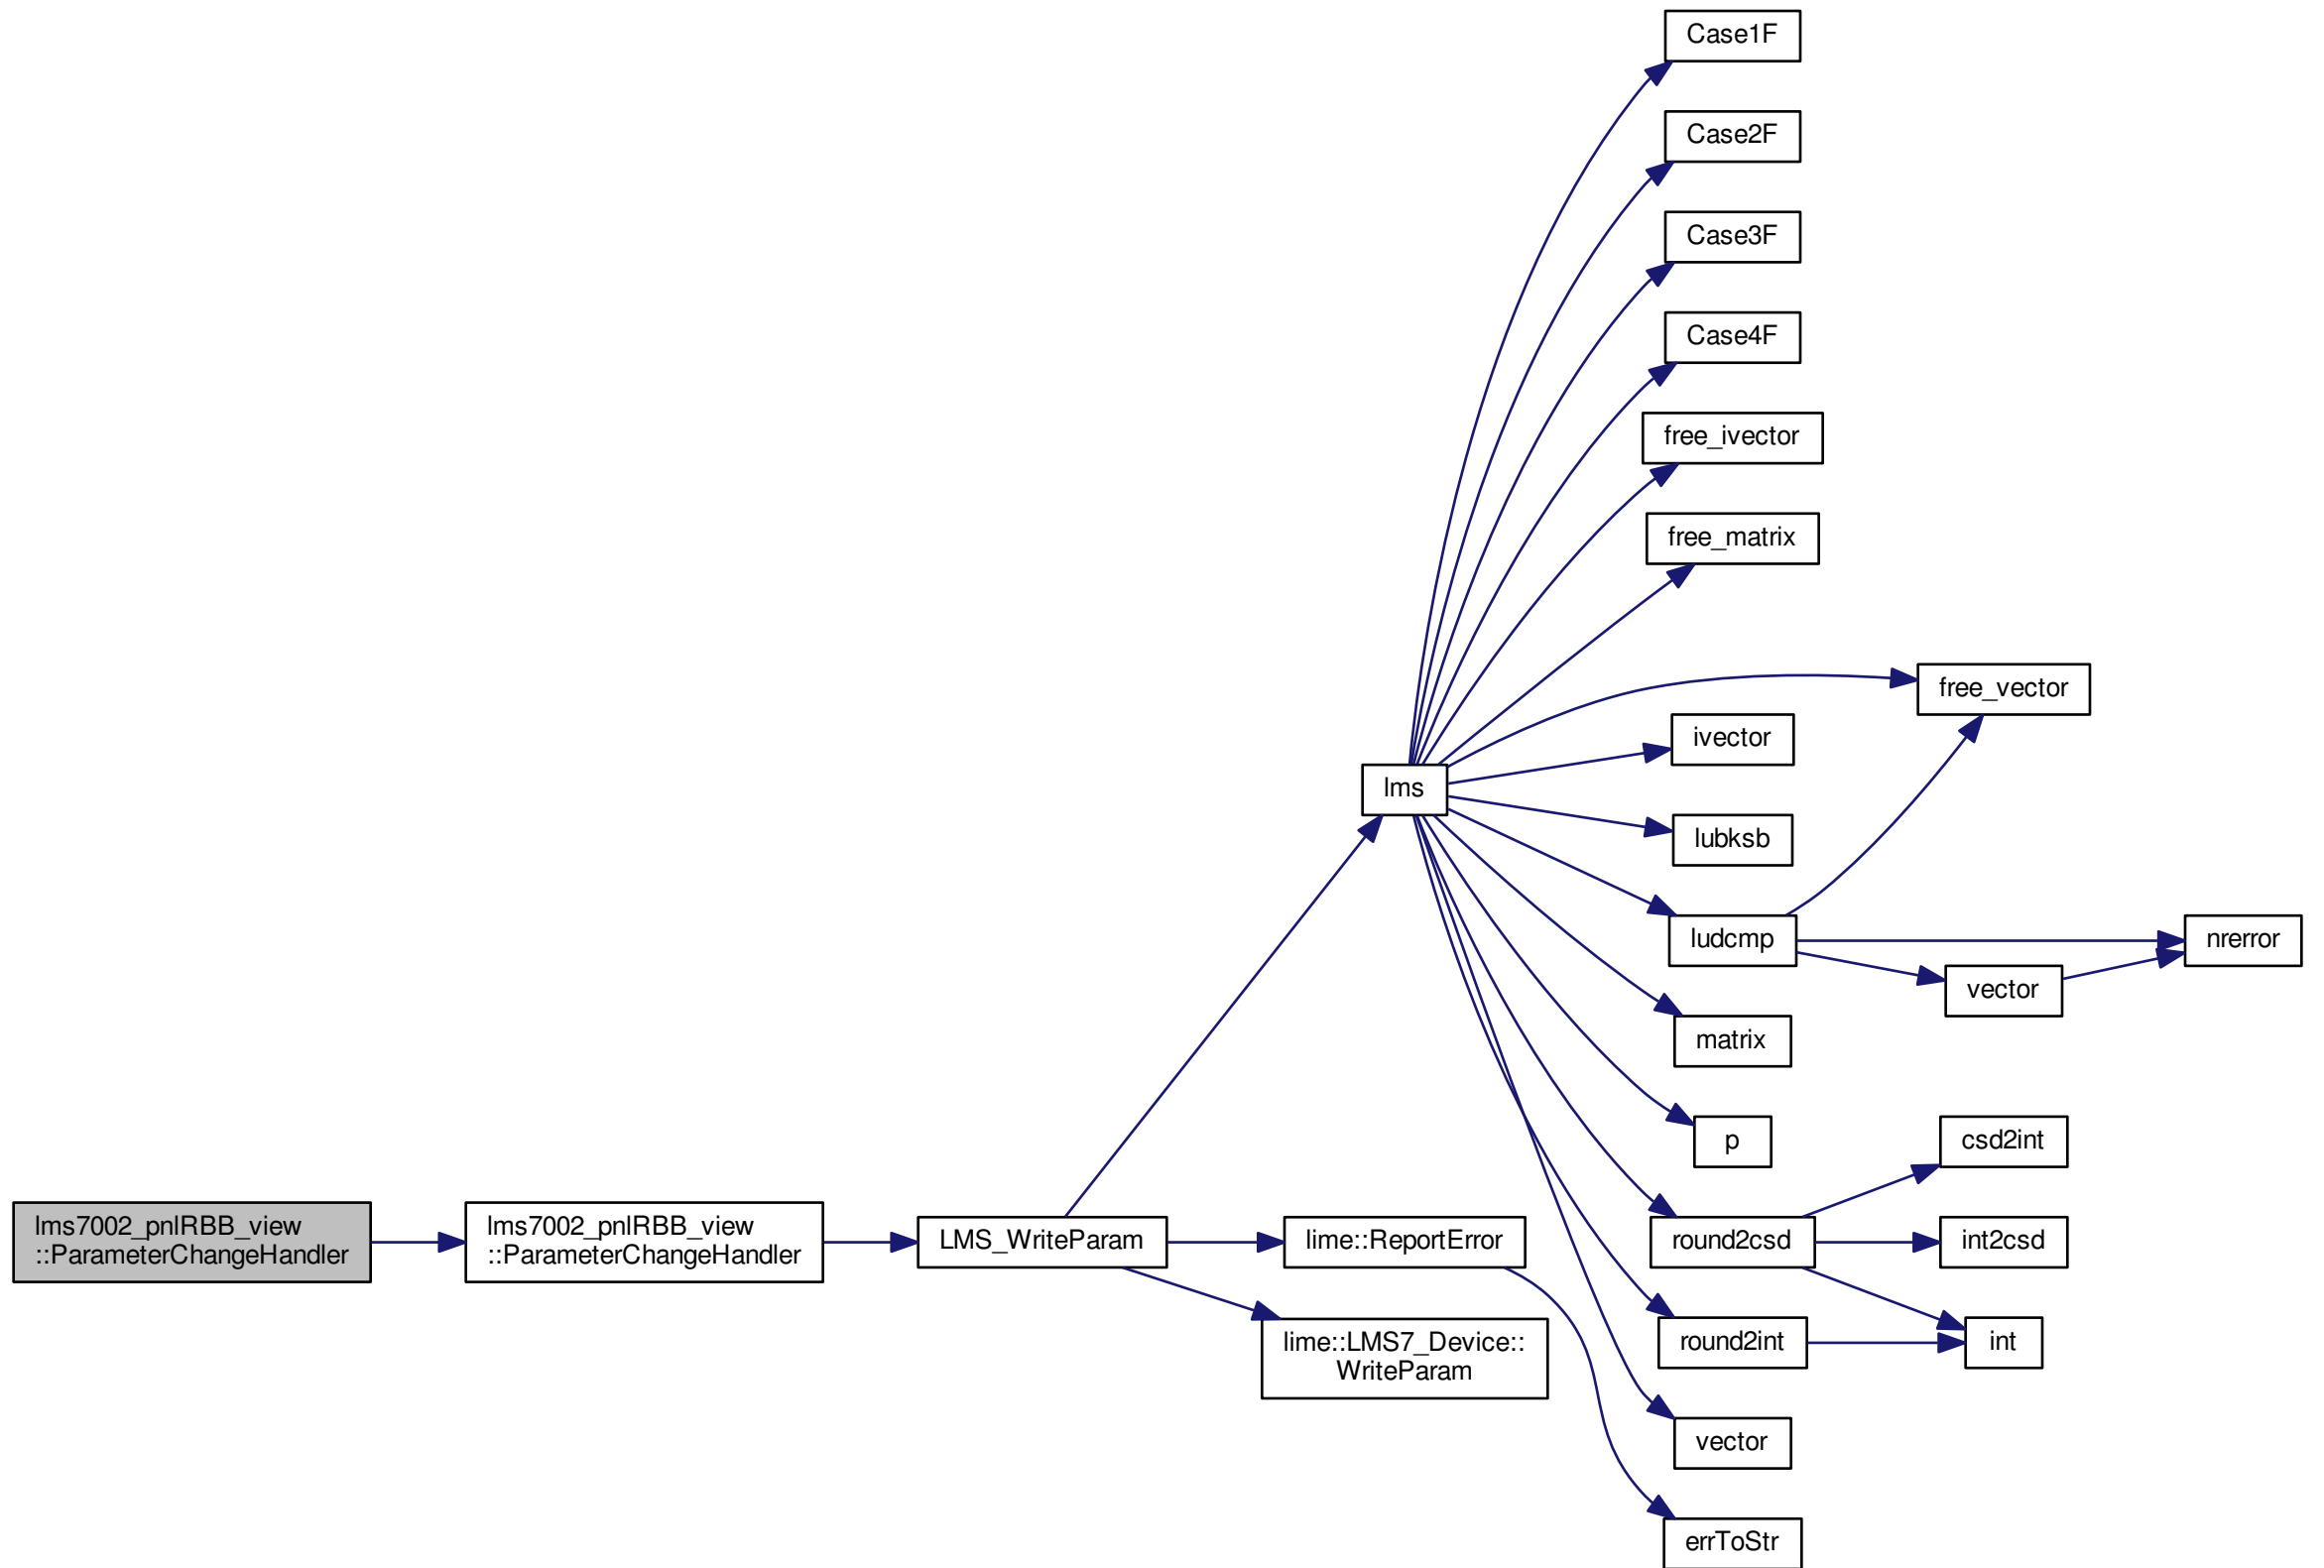 Case1F
Case2F
Case3F
Case4F
free_ivector
free_matrix
free_vector
ivector
lms
lubksb
ludcmp
nrerror
vector
matrix
p
csd2int
lms7002_pnlRBB_view
::ParameterChangeHandler
lms7002_pnlRBB_view
::ParameterChangeHandler
LMS_WriteParam
lime::ReportError
round2csd
int2csd
lime::LMS7_Device::
WriteParam
round2int
int
vector
errToStr